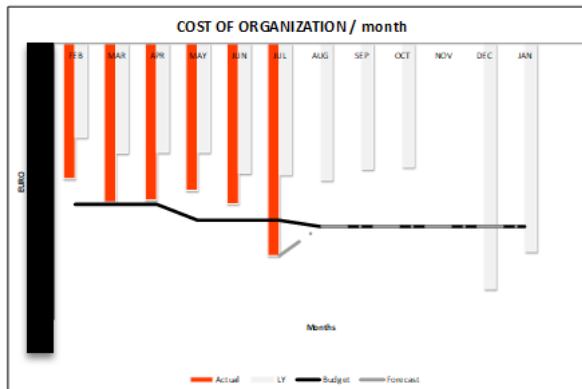 COST OF ORGANIZATION / month
FEB MAR APR MAY JUN JUL AUG SEP OCT NOV DEC JAN
EURO
Months
Actual LY Budget Forecast